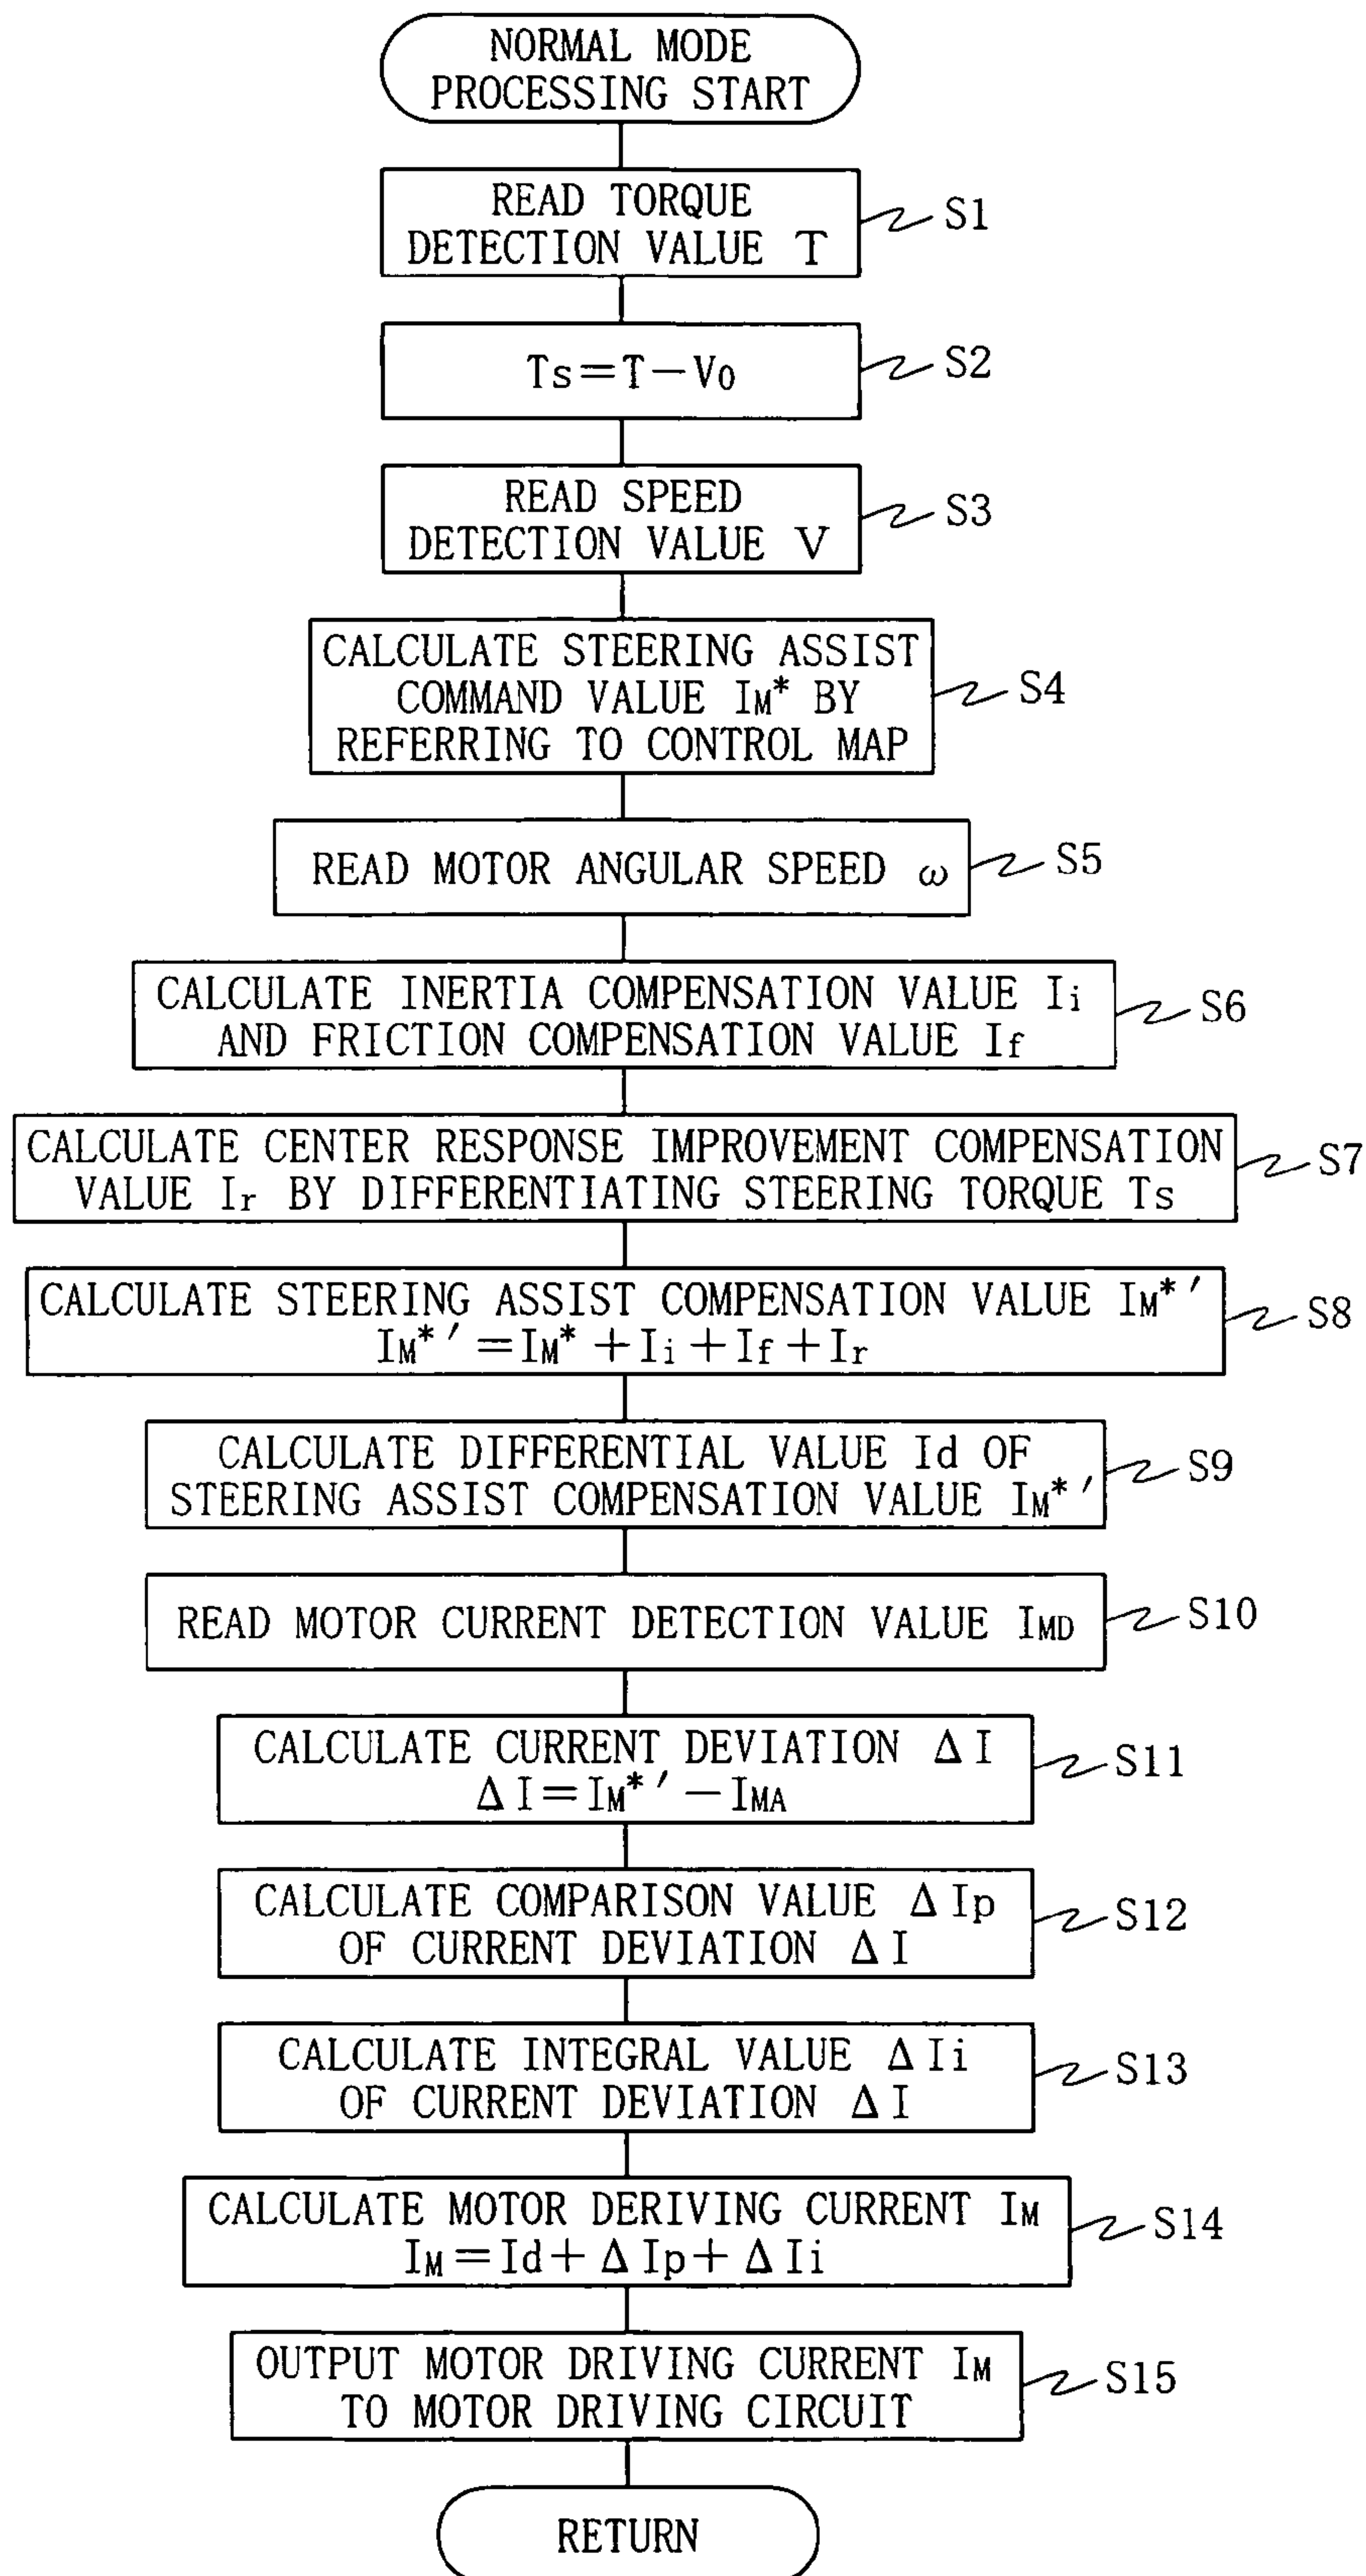 NORMAL MODE
PROCESSING START
READ TORQUE
DETECTION VALUE T
S1
Ts=T-V0
S2
READ SPEED
DETECTION VALUE V
S3
CALCULATE STEERING ASSIST
COMMAND VALUE IM* BY
REFERRING TO CONTROL MAP
S4
READ MOTOR ANGULAR SPEED ω
S5
CALCULATE INERTIA COMPENSATION VALUE Ii
AND FRICTION COMPENSATION VALUE If
S6
CALCULATE CENTER RESPONSE IMPROVEMENT COMPENSATION
VALUE Ir BY DIFFERENTIATING STEERING TORQUE Ts
S7
CALCULATE STEERING ASSIST COMPENSATION VALUE IM*′
IM*′=IM*+Ii+If+Ir
S8
CALCULATE DIFFERENTIAL VALUE Id OF
STEERING ASSIST COMPENSATION VALUE IM*′
S9
READ MOTOR CURRENT DETECTION VALUE IMD
S10
CALCULATE CURRENT DEVIATION ΔI
ΔI=IM*′-IMA
S11
CALCULATE COMPARISON VALUE ΔIp
OF CURRENT DEVIATION ΔI
S12
CALCULATE INTEGRAL VALUE ΔIi
OF CURRENT DEVIATION ΔI
S13
CALCULATE MOTOR DERIVING CURRENT IM
IM=Id+ΔIp+ΔIi
S14
OUTPUT MOTOR DRIVING CURRENT IM
TO MOTOR DRIVING CIRCUIT
S15
RETURN